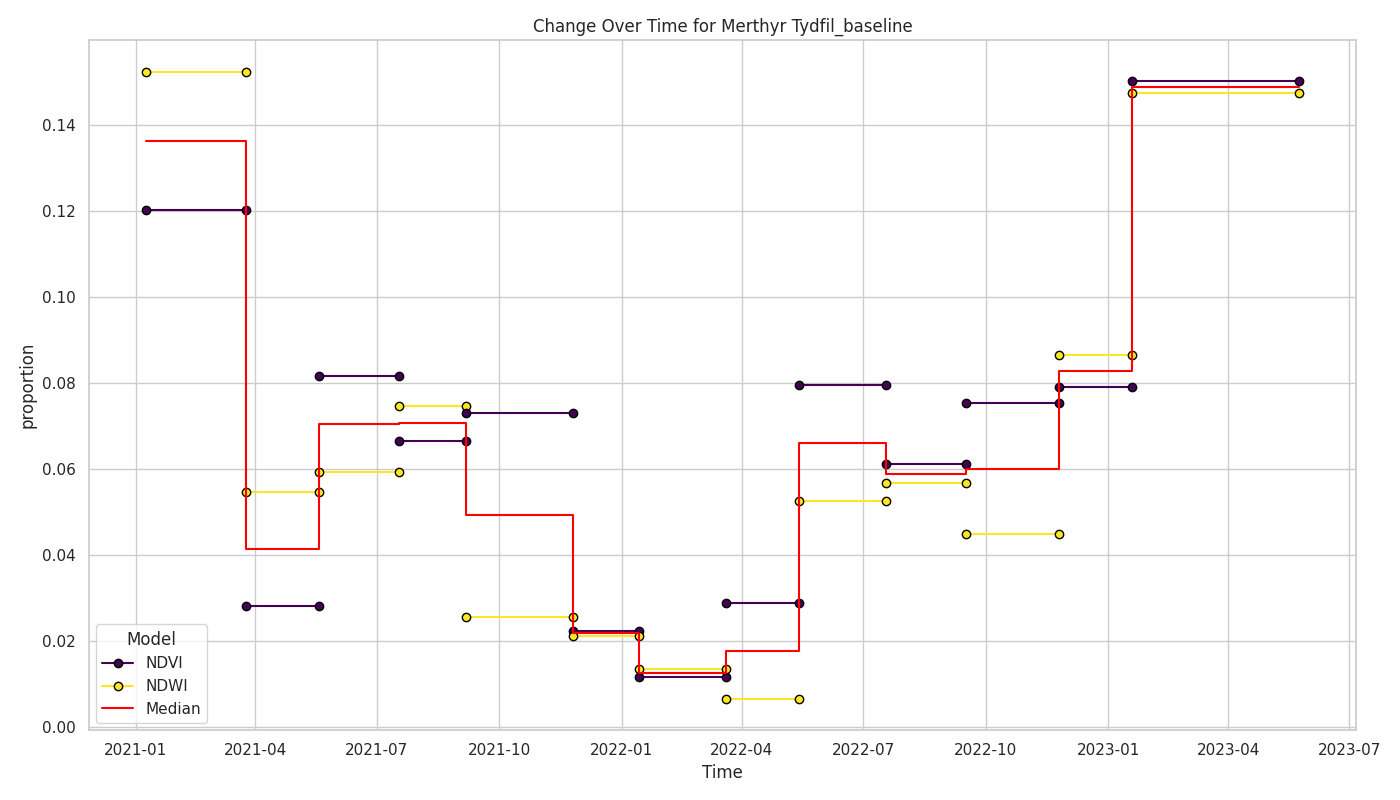 Change Over Time for Merthyr Tydfil_baseline
proportion
0.14
0.12
0.10
0.08
0.06
0.04
0.02
0.00
Model
NDVI
NDWI
Median
2021-01 2021-04 2021-07 2021-10 2022-01 2022-04 2022-07 2022-10 2023-01 2023-04 2023-07
Time